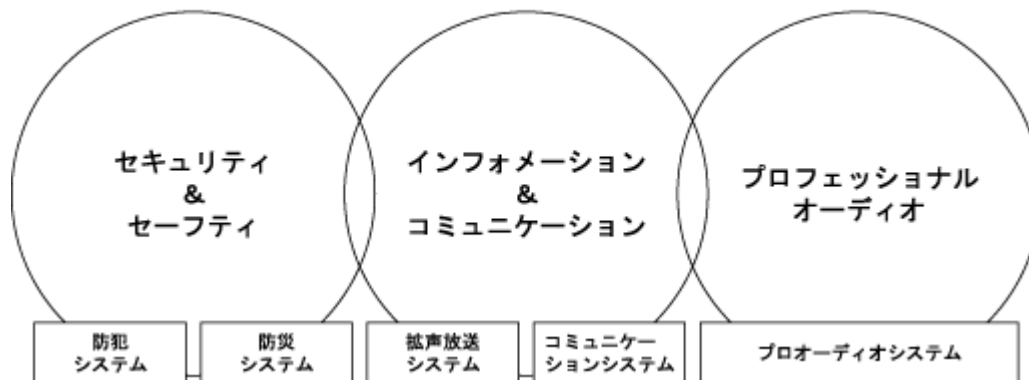 セキュリティ
&
セーフティ
インフォメーション
&
コミュニケーション
プロフェッショナル
オーディオ
防犯
システム
防災
システム
拡声放送
システム
コミュニケー
ションシステム
プロオーディオシステム